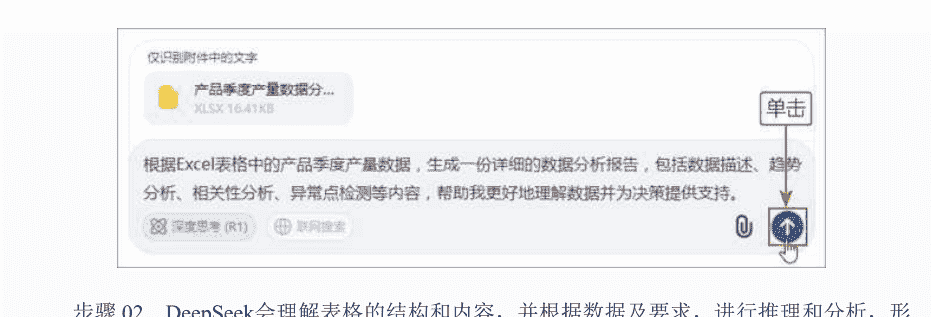 仅识别附件中的文字
产品季度产量数据分...
XLSX 16.41KB
单击
根据Excel表格中的产品季度产量数据，生成一份详细的数据分析报告，包括数据描述、趋势
分析、相关性分析、异常点检测等内容，帮助我更好地理解数据并为决策提供支持。
深度思考 (R1) 联网搜索
步骤 02 DeepSeek会理解表格的结构和内容，并根据数据及要求，进行推理和分析，形